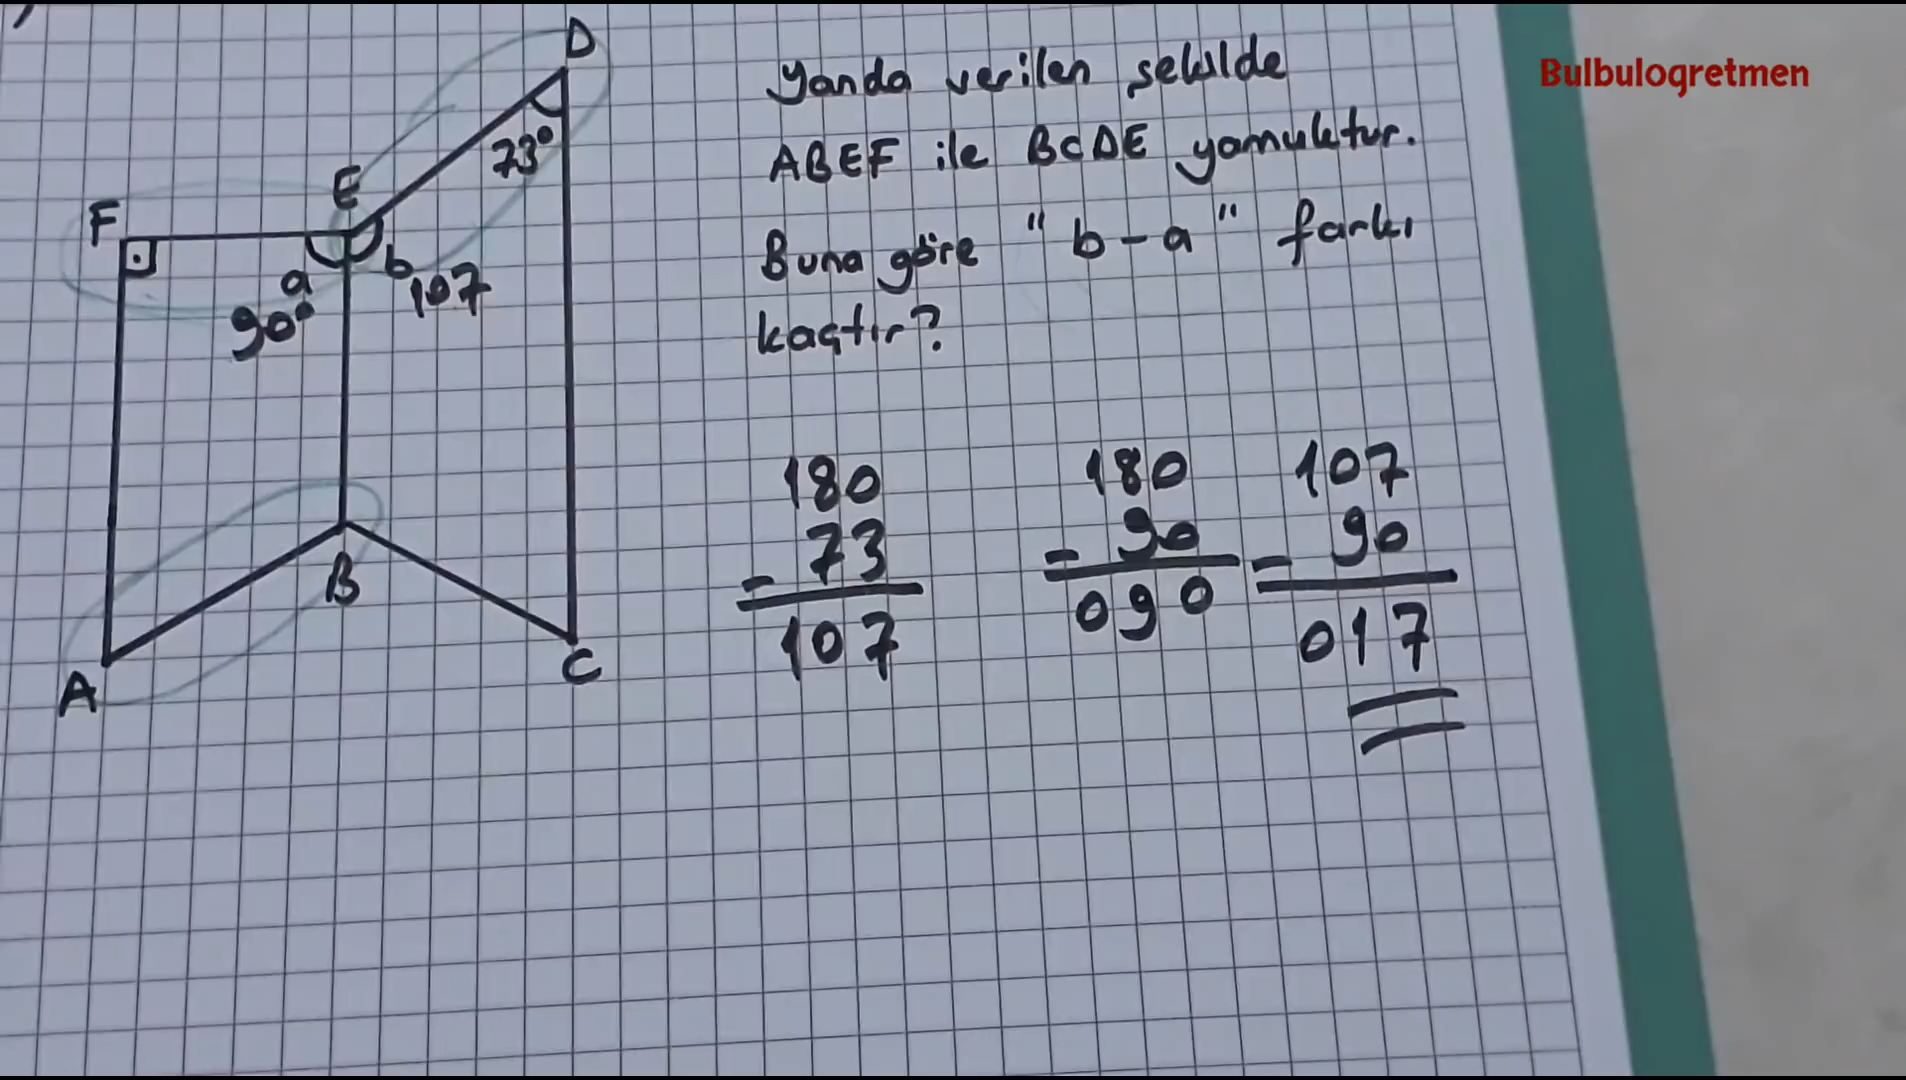 Bulbulogretmen
Yanda verilen şekilde
ABEF ile BCDE yamuktur.
Buna göre "b-a" farkı
kaçtır?
D
73°
E
F
a
b
90°
107
B
A
C
180
- 73
107
180
- 90
090
107
- 90
017